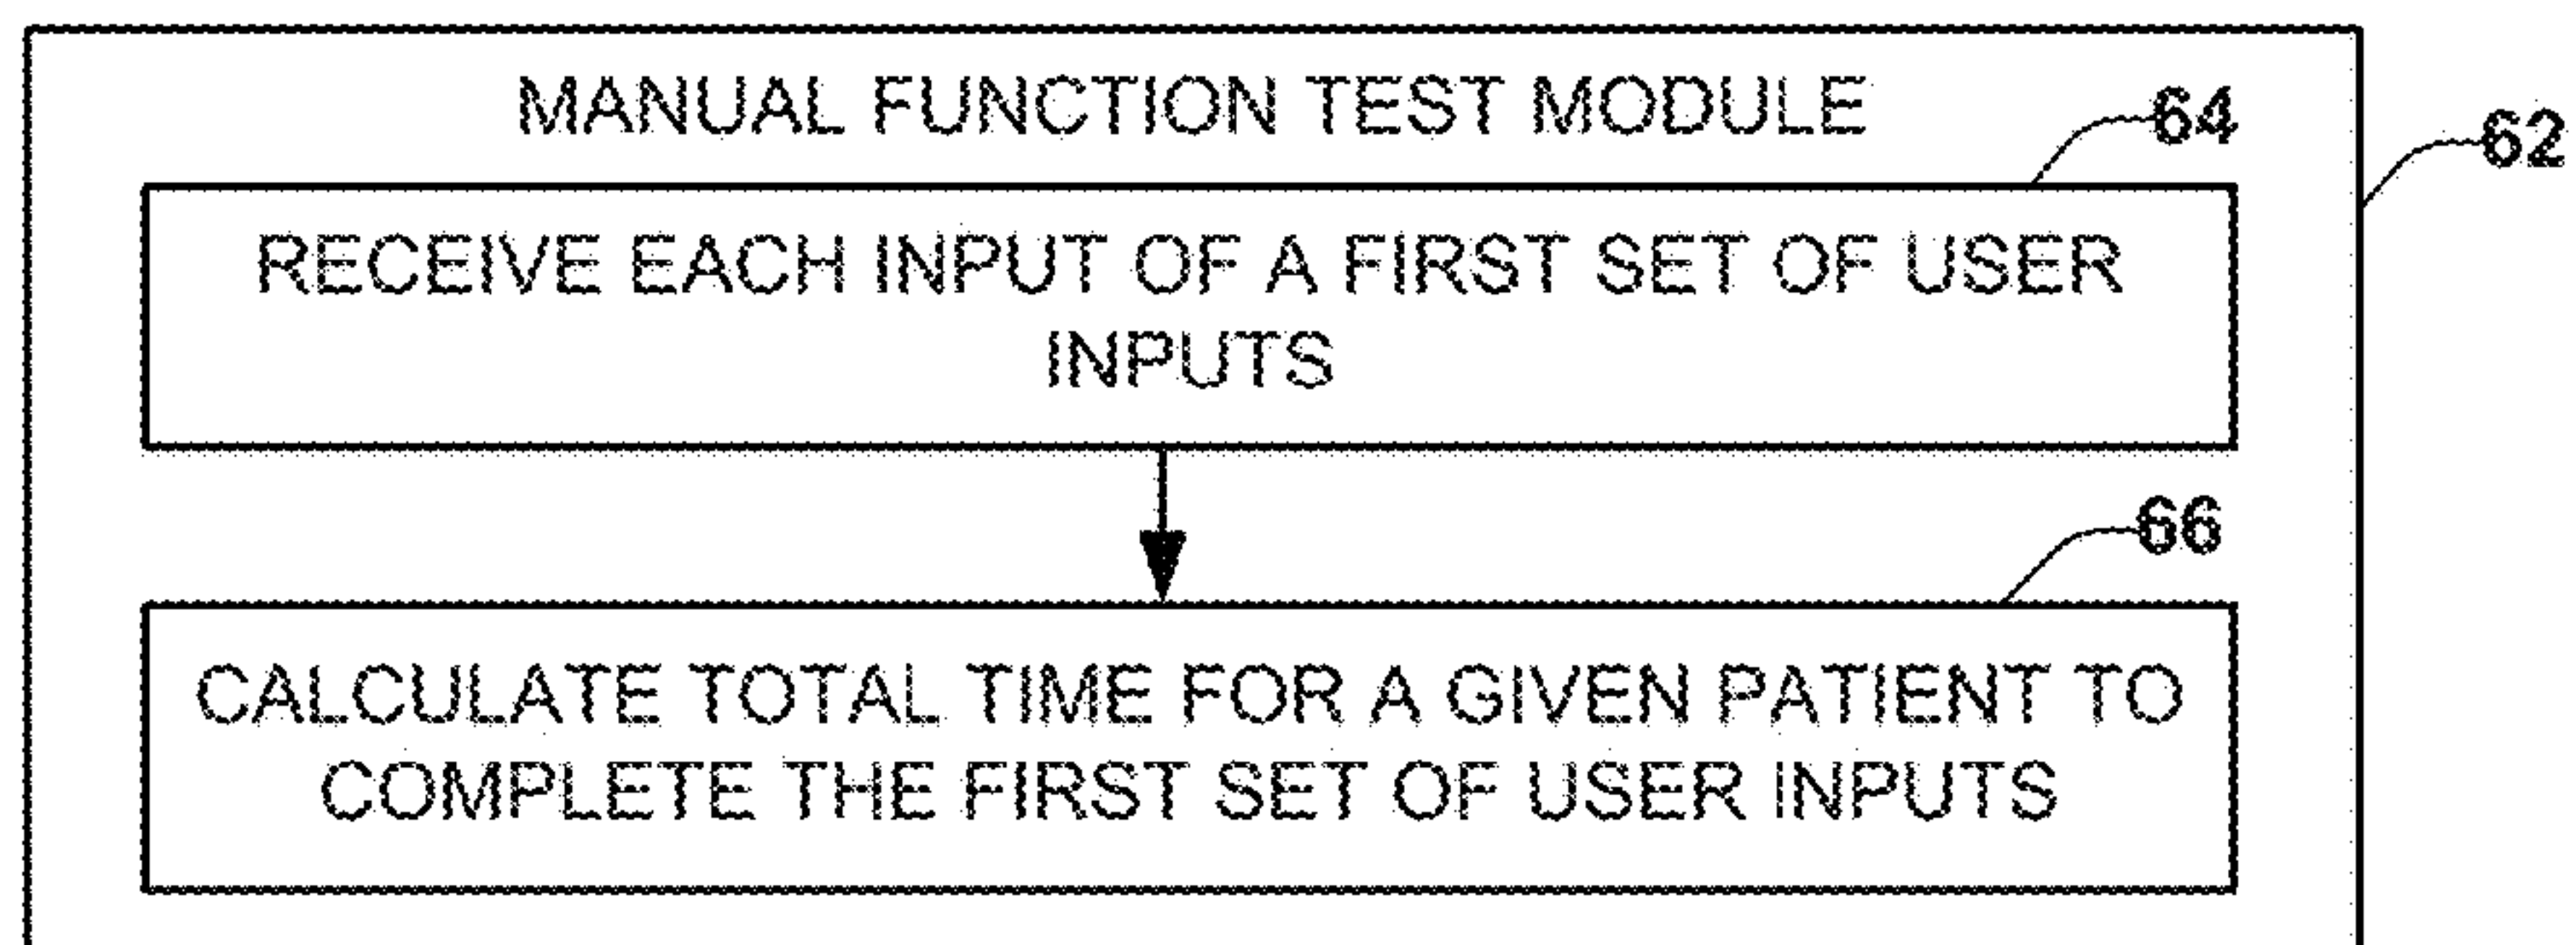 MANUAL FUNCTION TEST MODULE
64
62
RECEIVE EACH INPUT OF A FIRST SET OF USER
INPUTS
66
CALCULATE TOTAL TIME FOR A GIVEN PATIENT TO
COMPLETE THE FIRST SET OF USER INPUTS